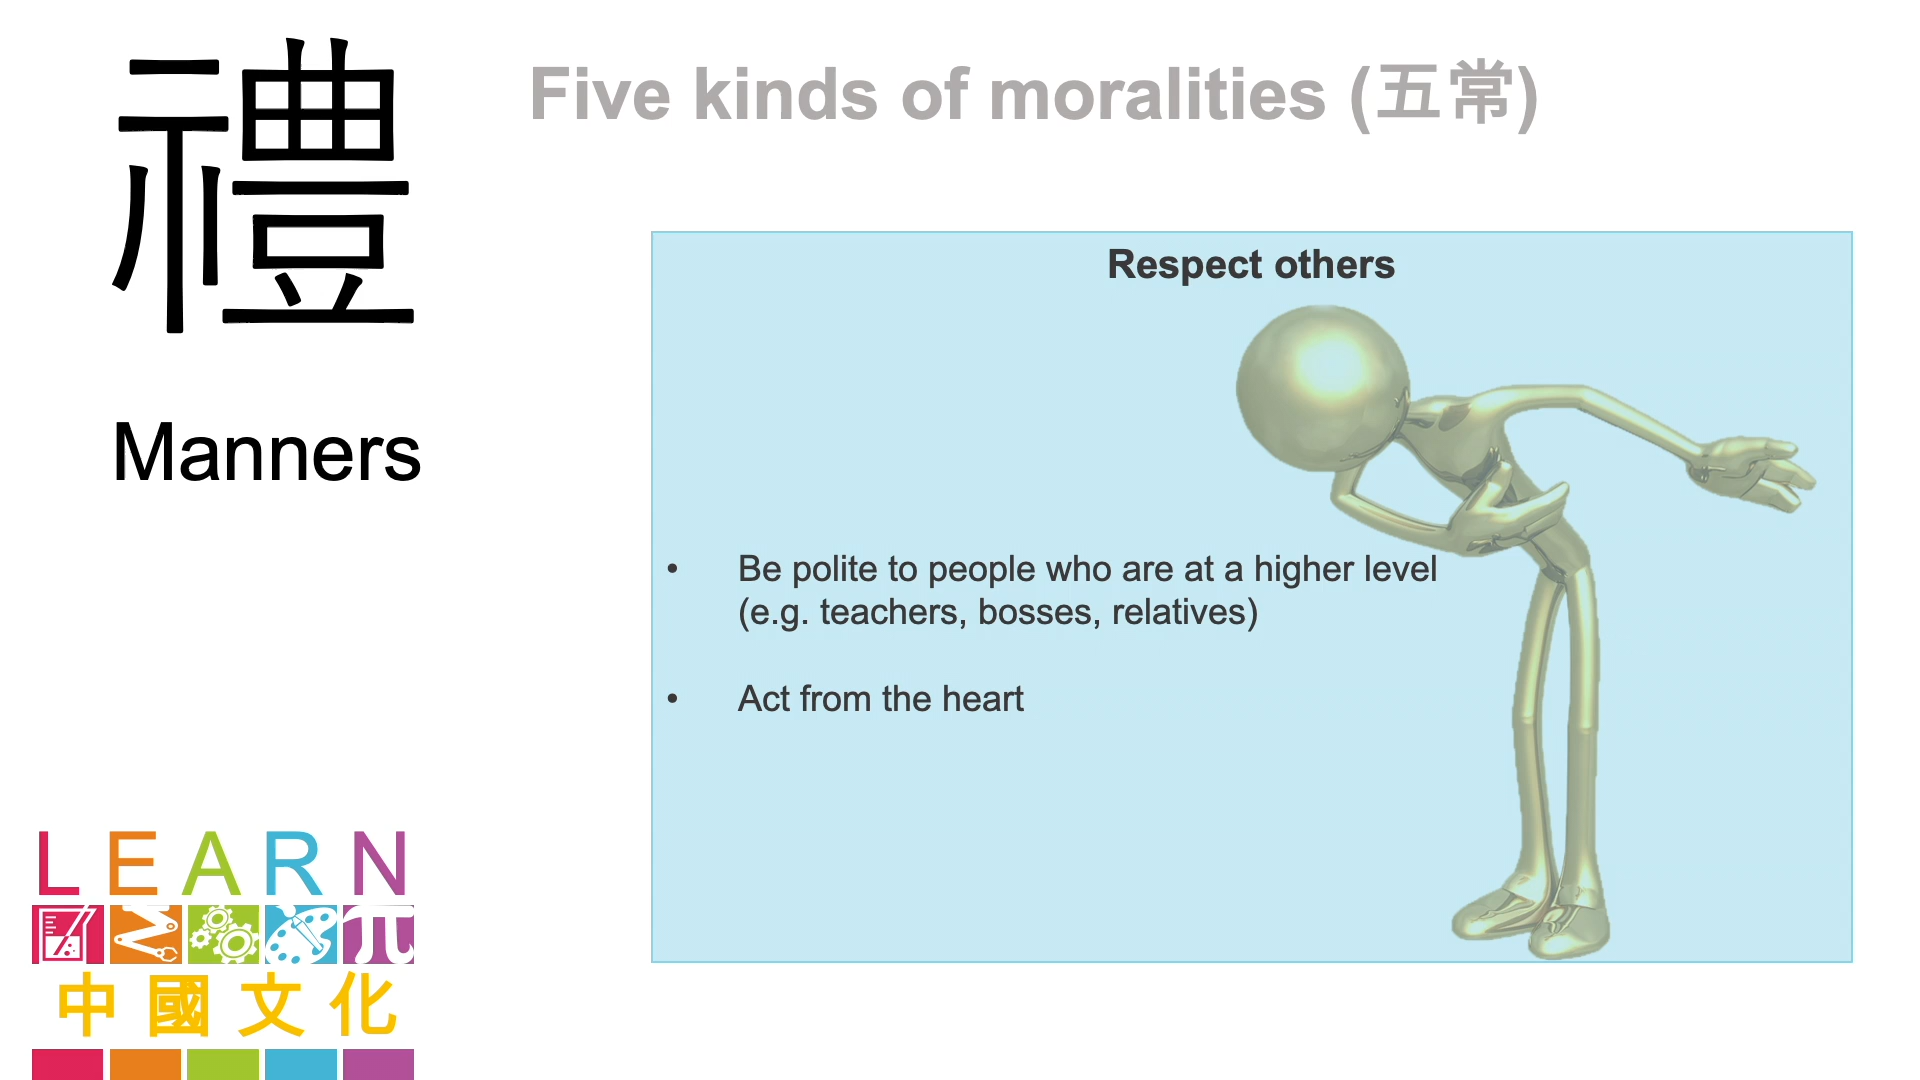 禮
Manners
Five kinds of moralities (五常)
Respect others
• Be polite to people who are at a higher level
(e.g. teachers, bosses, relatives)
• Act from the heart
LEARN
π
中國文化